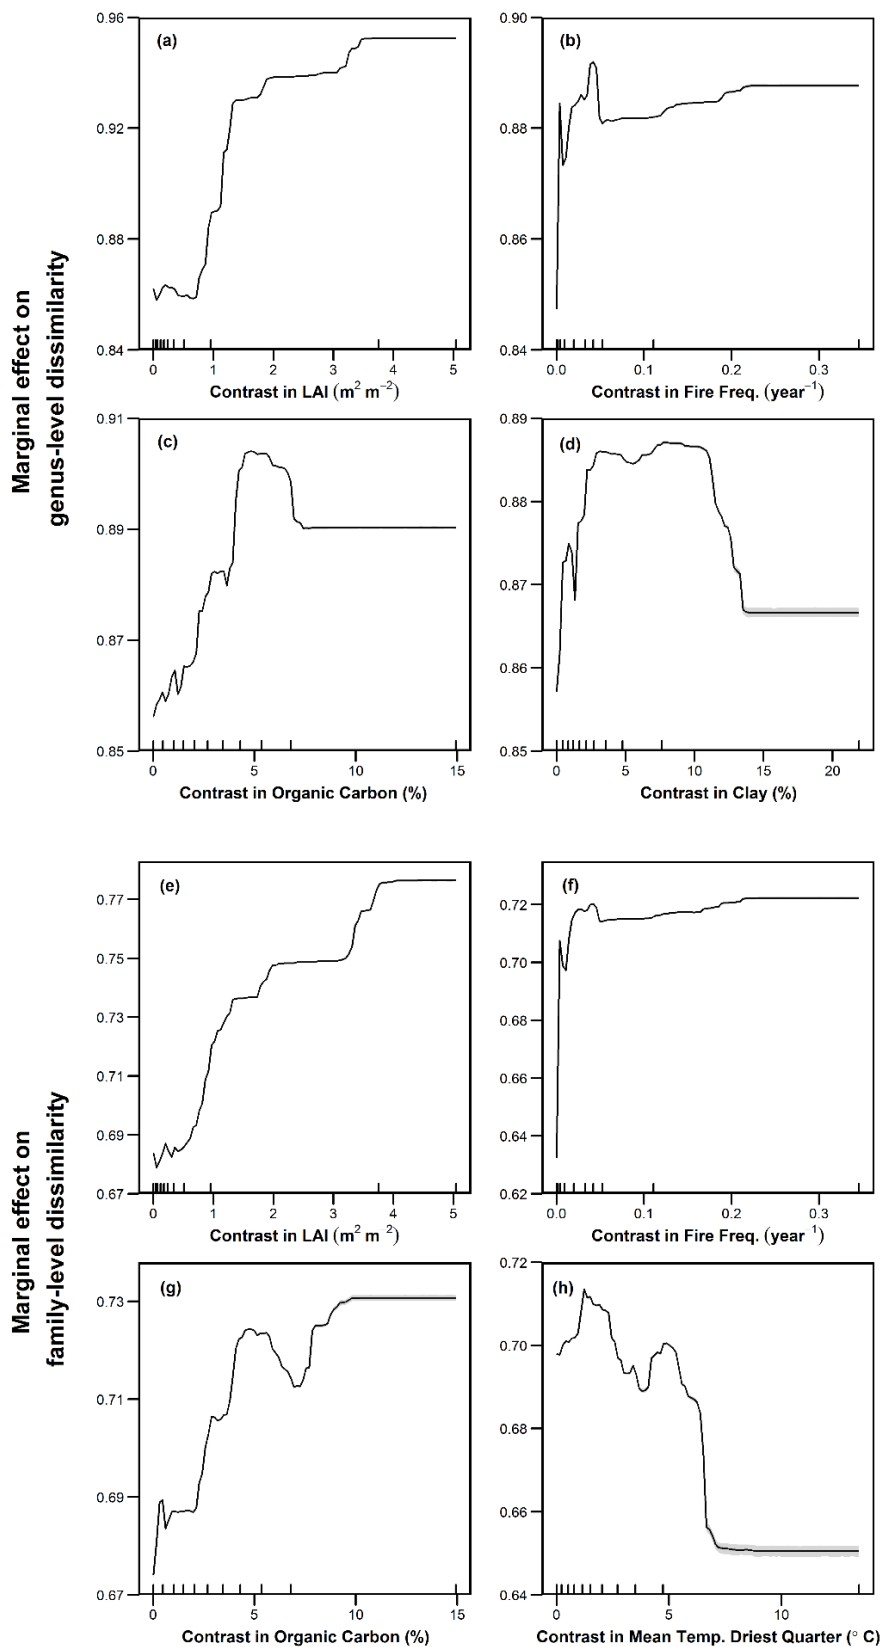 Marginal effect on
genus-level dissimilarity
(a)
0.96
0.92
0.88
0.84
0 1 2 3 4 5
Contrast in LAI (m² m⁻²)
(b)
0.90
0.88
0.86
0.84
0.0 0.1 0.2 0.3
Contrast in Fire Freq. (year⁻¹)
(c)
0.91
0.89
0.87
0.85
0 5 10 15
Contrast in Organic Carbon (%)
(d)
0.89
0.88
0.87
0.86
0.85
0 5 10 15 20
Contrast in Clay (%)
Marginal effect on
family-level dissimilarity
(e)
0.77
0.75
0.73
0.71
0.69
0.67
0 1 2 3 4 5
Contrast in LAI (m² m⁻²)
(f)
0.72
0.70
0.68
0.66
0.64
0.62
0.0 0.1 0.2 0.3
Contrast in Fire Freq. (year⁻¹)
(g)
0.73
0.71
0.69
0.67
0 5 10 15
Contrast in Organic Carbon (%)
(h)
0.72
0.70
0.68
0.66
0.64
0 5 10
Contrast in Mean Temp. Driest Quarter (° C)